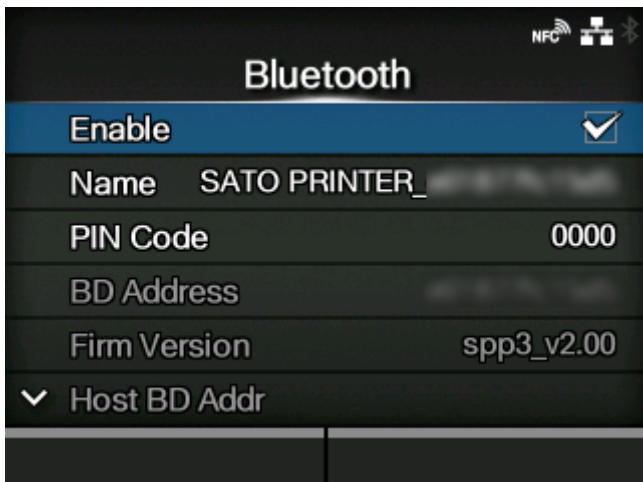 NFC
Bluetooth
Enable
Name SATO PRINTER_
PIN Code 0000
BD Address
Firm Version spp3_v2.00
Host BD Addr